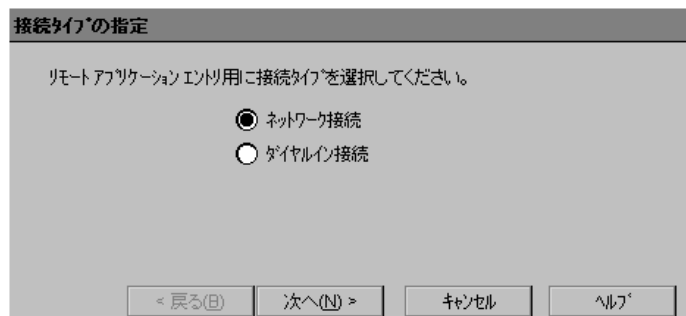 接続ﾀｲﾌﾟの指定
ﾘﾓｰﾄ ｱﾌﾟﾘｹｰｼｮﾝ ｴﾝﾄﾘ用に接続ﾀｲﾌﾟを選択してください。
ﾈｯﾄﾜｰｸ接続
ﾀﾞｲﾔﾙｲﾝ接続
< 戻る(B) 次へ(N) > ｷｬﾝｾﾙ ﾍﾙﾌﾟ